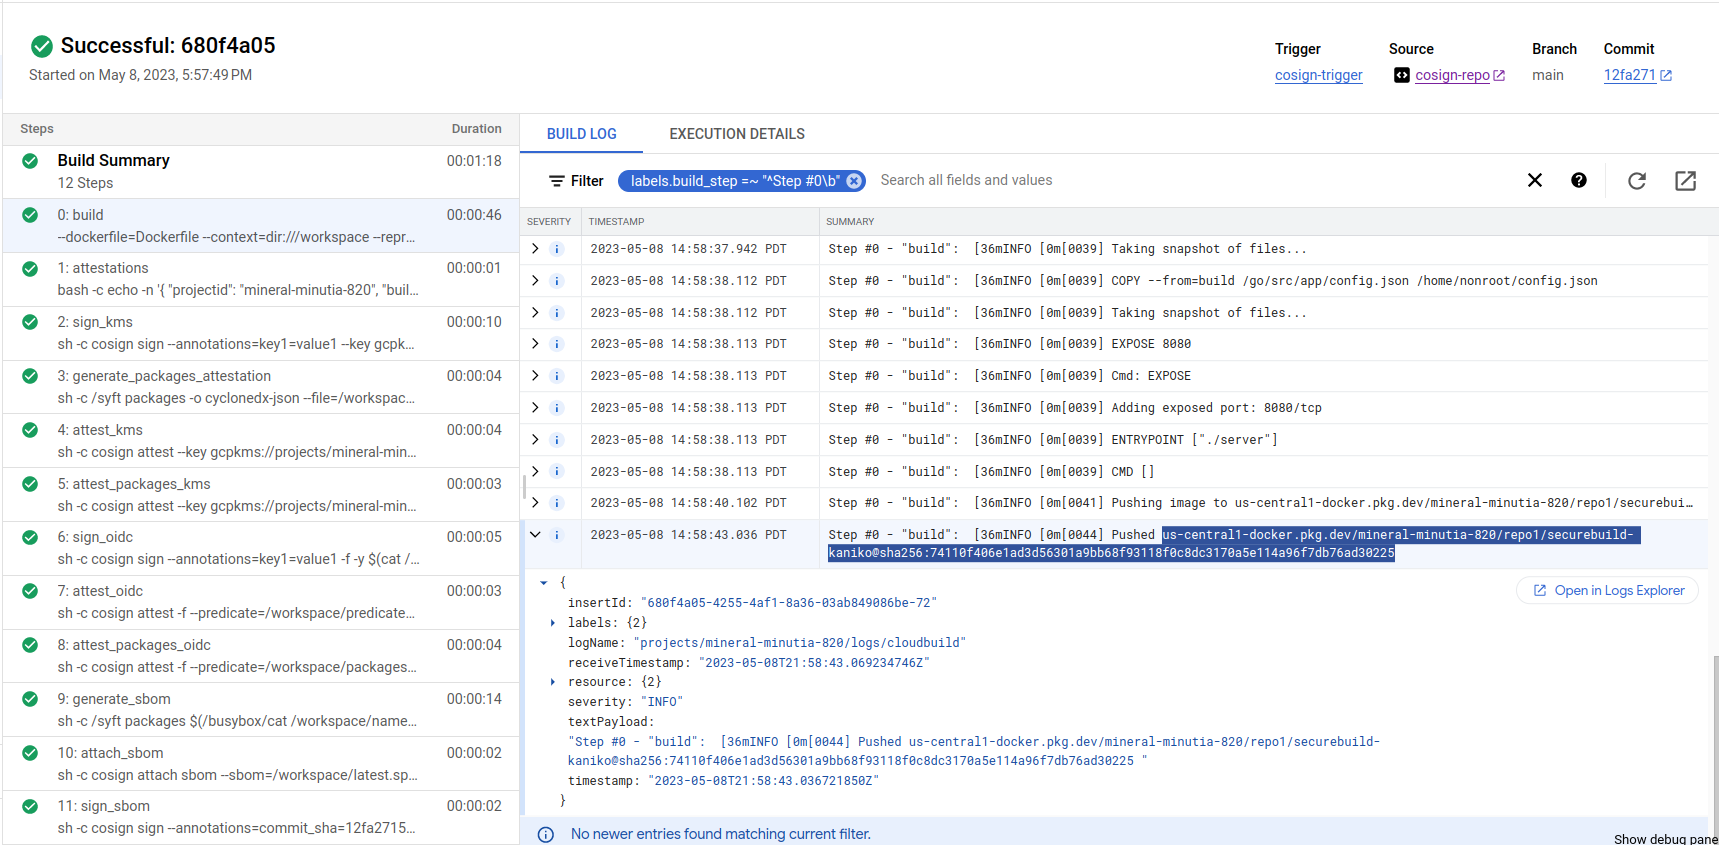 Successful: 680f4a05
Started on May 8, 2023, 5:57:49 PM
Trigger
cosign-trigger
Source
cosign-repo
Branch
main
Commit
12fa271
Steps Duration
Build Summary 00:01:18
12 Steps
0: build 00:00:46
--dockerfile=Dockerfile --context=dir:///workspace --repr...
1: attestations 00:00:01
bash -c echo -n '{ "projectid": "mineral-minutia-820", "buil...
2: sign_kms 00:00:10
sh -c cosign sign --annotations=key1=value1 --key gcpk...
3: generate_packages_attestation 00:00:04
sh -c /syft packages -o cyclonedx-json --file=/workspac...
4: attest_kms 00:00:04
sh -c cosign attest --key gcpkms://projects/mineral-min...
5: attest_packages_kms 00:00:03
sh -c cosign attest --key gcpkms://projects/mineral-min...
6: sign_oidc 00:00:05
sh -c cosign sign --annotations=key1=value1 -f -y $(cat /...
7: attest_oidc 00:00:03
sh -c cosign attest -f --predicate=/workspace/predicate...
8: attest_packages_oidc 00:00:04
sh -c cosign attest -f --predicate=/workspace/packages...
9: generate_sbom 00:00:14
sh -c /syft packages $(/busybox/cat /workspace/name...
10: attach_sbom 00:00:02
sh -c cosign attach sbom --sbom=/workspace/latest.sp...
11: sign_sbom 00:00:02
sh -c cosign sign --annotations=commit_sha=12fa2715...
BUILD LOG EXECUTION DETAILS
Filter labels.build_step =~ "^Step #0\b" Search all fields and values
SEVERITY TIMESTAMP SUMMARY
2023-05-08 14:58:37.942 PDT Step #0 - "build": [36mINFO [0m[0039] Taking snapshot of files...
2023-05-08 14:58:38.112 PDT Step #0 - "build": [36mINFO [0m[0039] COPY --from=build /go/src/app/config.json /home/nonroot/config.json
2023-05-08 14:58:38.112 PDT Step #0 - "build": [36mINFO [0m[0039] Taking snapshot of files...
2023-05-08 14:58:38.113 PDT Step #0 - "build": [36mINFO [0m[0039] EXPOSE 8080
2023-05-08 14:58:38.113 PDT Step #0 - "build": [36mINFO [0m[0039] Cmd: EXPOSE
2023-05-08 14:58:38.113 PDT Step #0 - "build": [36mINFO [0m[0039] Adding exposed port: 8080/tcp
2023-05-08 14:58:38.113 PDT Step #0 - "build": [36mINFO [0m[0039] ENTRYPOINT ["./server"]
2023-05-08 14:58:38.113 PDT Step #0 - "build": [36mINFO [0m[0039] CMD []
2023-05-08 14:58:40.102 PDT Step #0 - "build": [36mINFO [0m[0041] Pushing image to us-central1-docker.pkg.dev/mineral-minutia-820/repo1/securebui...
2023-05-08 14:58:43.036 PDT Step #0 - "build": [36mINFO [0m[0044] Pushed us-central1-docker.pkg.dev/mineral-minutia-820/repo1/securebuild-
kaniko@sha256:74110f406e1ad3d56301a9bb68f93118f0c8dc3170a5e114a96f7db76ad30225
{
Open in Logs Explorer
insertId: "680f4a05-4255-4af1-8a36-03ab849086be-72"
labels: {2}
logName: "projects/mineral-minutia-820/logs/cloudbuild"
receiveTimestamp: "2023-05-08T21:58:43.069234746Z"
resource: {2}
severity: "INFO"
textPayload:
"Step #0 - "build": [36mINFO [0m[0044] Pushed us-central1-docker.pkg.dev/mineral-minutia-820/repo1/securebuild-
kaniko@sha256:74110f406e1ad3d56301a9bb68f93118f0c8dc3170a5e114a96f7db76ad30225 "
timestamp: "2023-05-08T21:58:43.036721850Z"
}
No newer entries found matching current filter.
Show debug pane